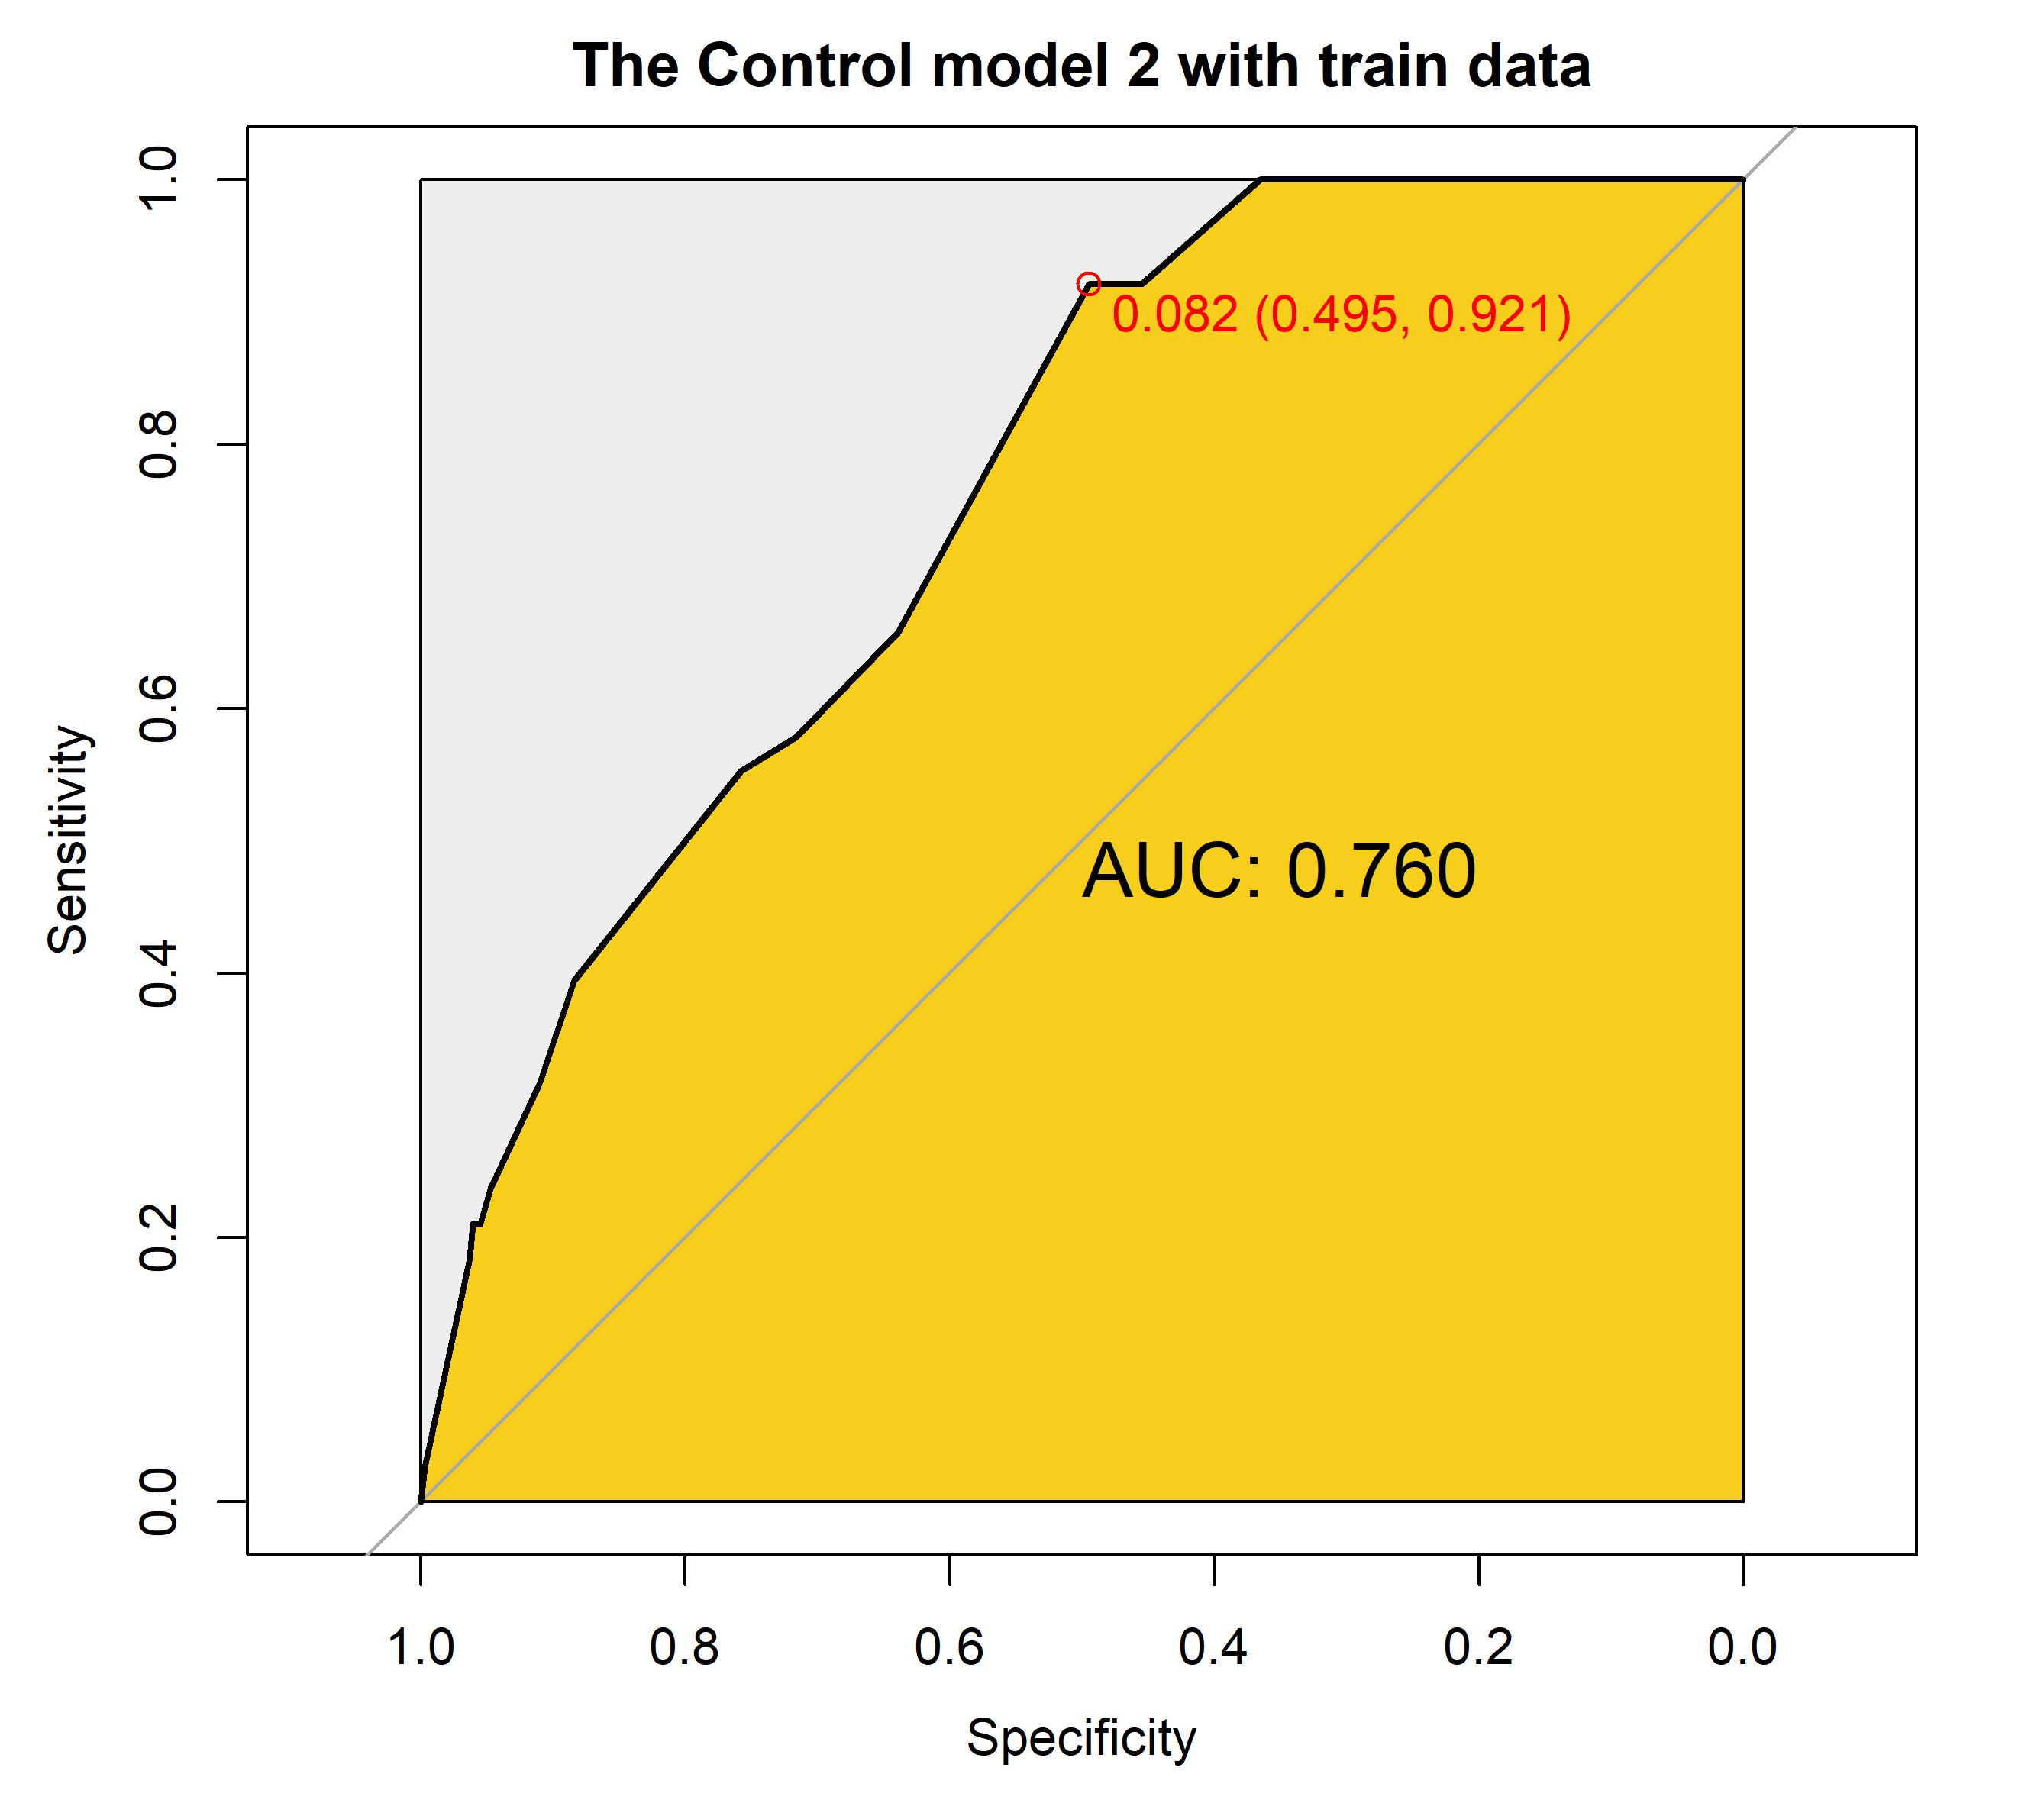 The Control model 2 with train data
1.0
0.8
0.6
0.4
0.2
0.0
Sensitivity
0.082 (0.495, 0.921)
AUC: 0.760
1.0 0.8 0.6 0.4 0.2 0.0
Specificity